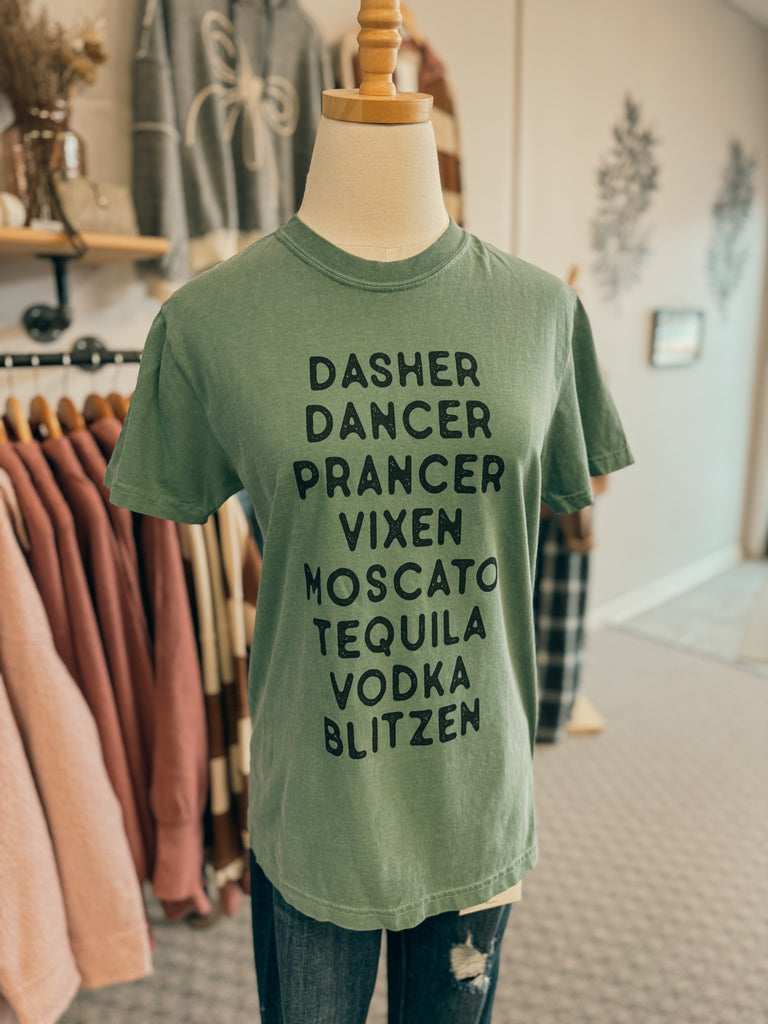 DASHER
DANCER
PRANCER
VIXEN
MOSCATO
TEQUILA
VODKA
BLITZEN